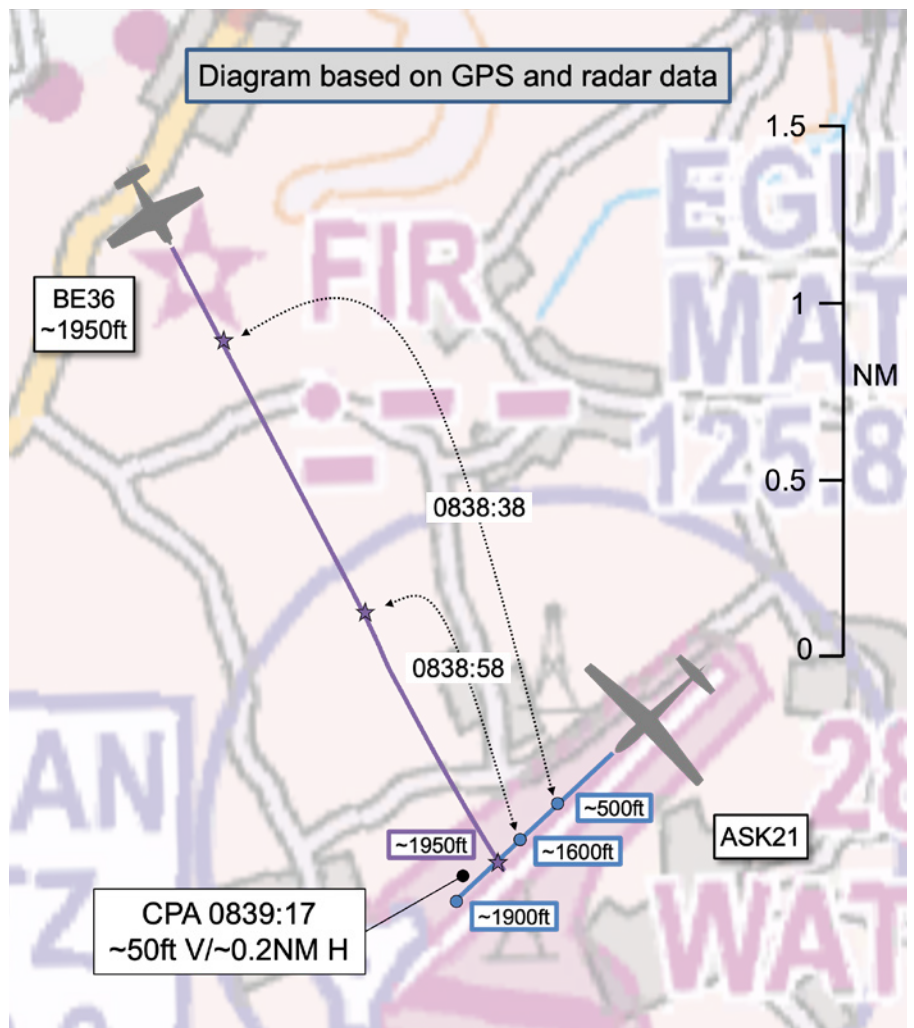 Diagram based on GPS and radar data
1.5
EGU
MAT
125.8
FIR
BE36
~1950ft
1
NM
0.5
0838:38
0
0838:58
AN
TZ
28
~500ft
~1950ft
~1600ft
ASK21
WAT
~1900ft
CPA 0839:17
~50ft V/~0.2NM H